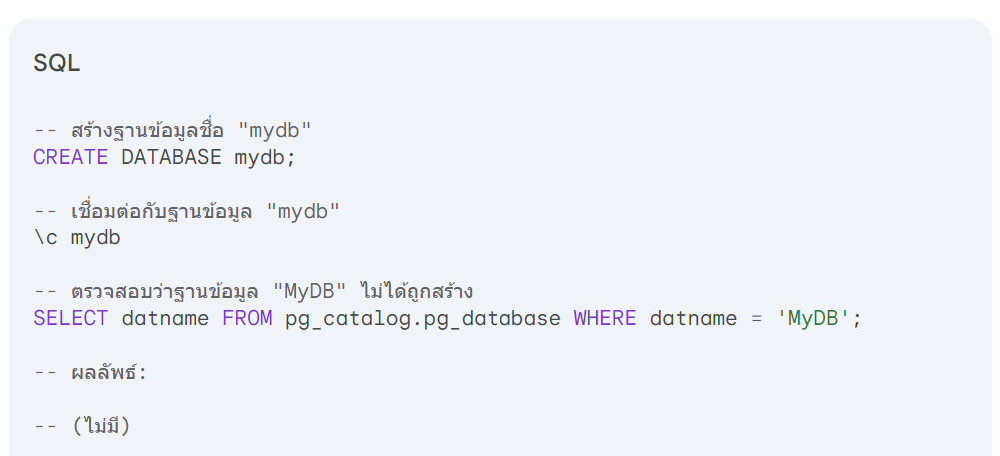 SQL
-- สร้างฐานข้อมูลชื่อ "mydb"
CREATE DATABASE mydb;
-- เชื่อมต่อกับฐานข้อมูล "mydb"
\c mydb
-- ตรวจสอบว่าฐานข้อมูล "MyDB" ไม่ได้ถูกสร้าง
SELECT datname FROM pg_catalog.pg_database WHERE datname = 'MyDB';
-- ผลลัพธ์:
-- (ไม่มี)